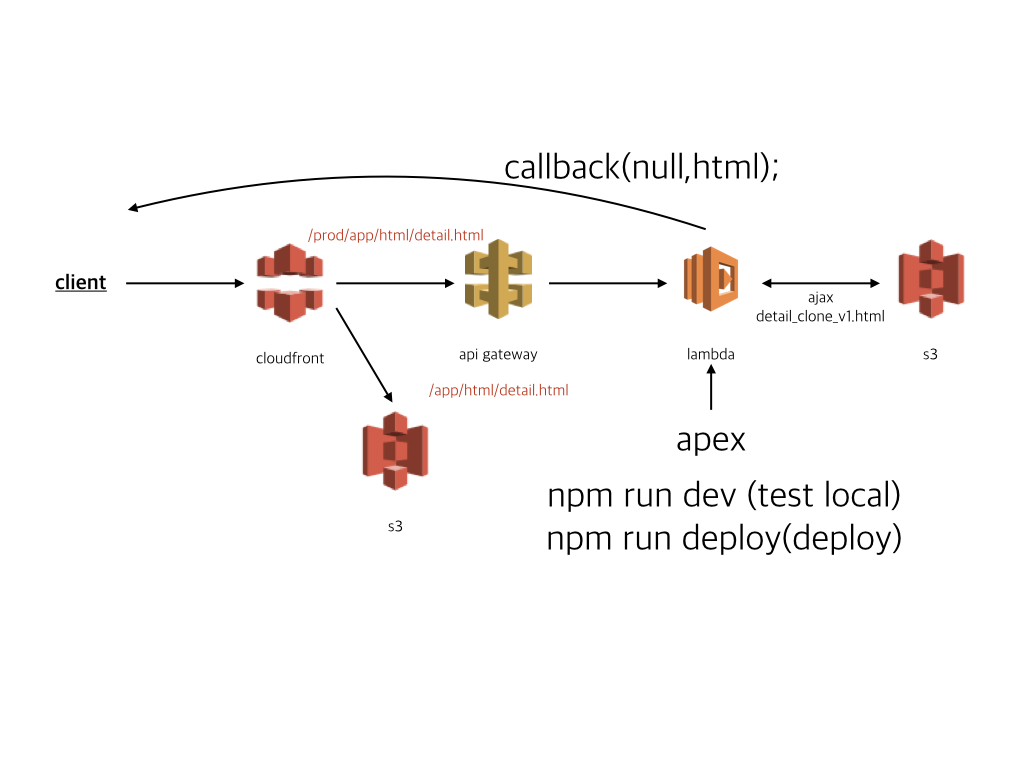 callback(null,html);
/prod/app/html/detail.html
client
ajax
detail_clone_v1.html
cloudfront
api gateway
lambda
s3
/app/html/detail.html
apex
s3
npm run dev (test local)
npm run deploy(deploy)